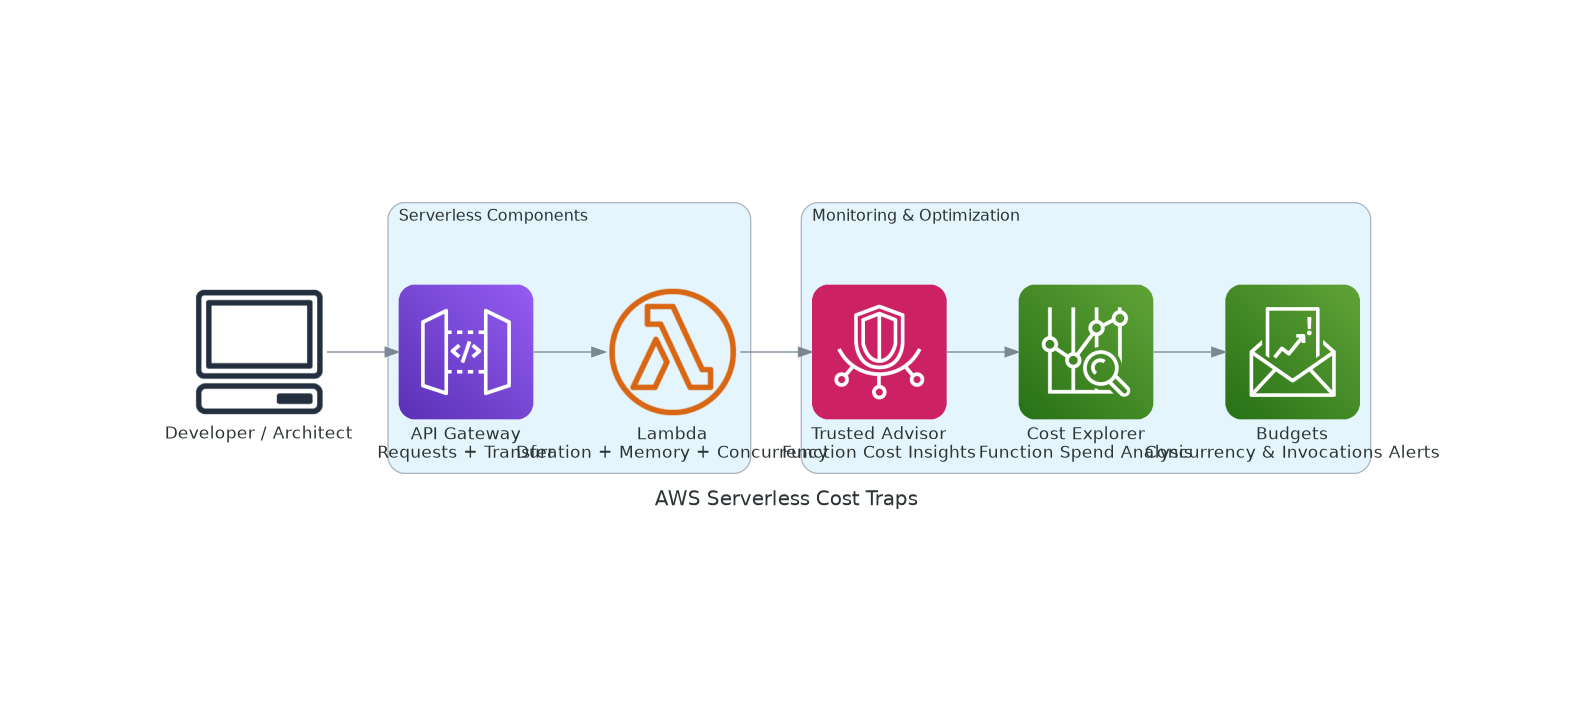 Serverless Components
Monitoring & Optimization
Developer / Architect
API Gateway
Requests + Transfer
Lambda
Duration + Memory + Concurrency
Trusted Advisor
Function Cost Insights
Cost Explorer
Function Spend Analysis
Budgets
Concurrency & Invocations Alerts
AWS Serverless Cost Traps